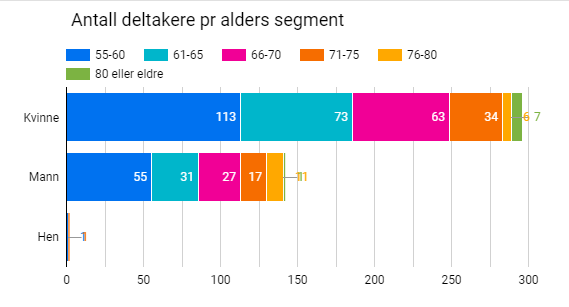 Antall deltakere pr alders segment
55-60 61-65 66-70 71-75 76-80
80 eller eldre
Kvinne 113 73 63 34 6 7
Mann 55 31 27 17
Hen
0 50 100 150 200 250 300